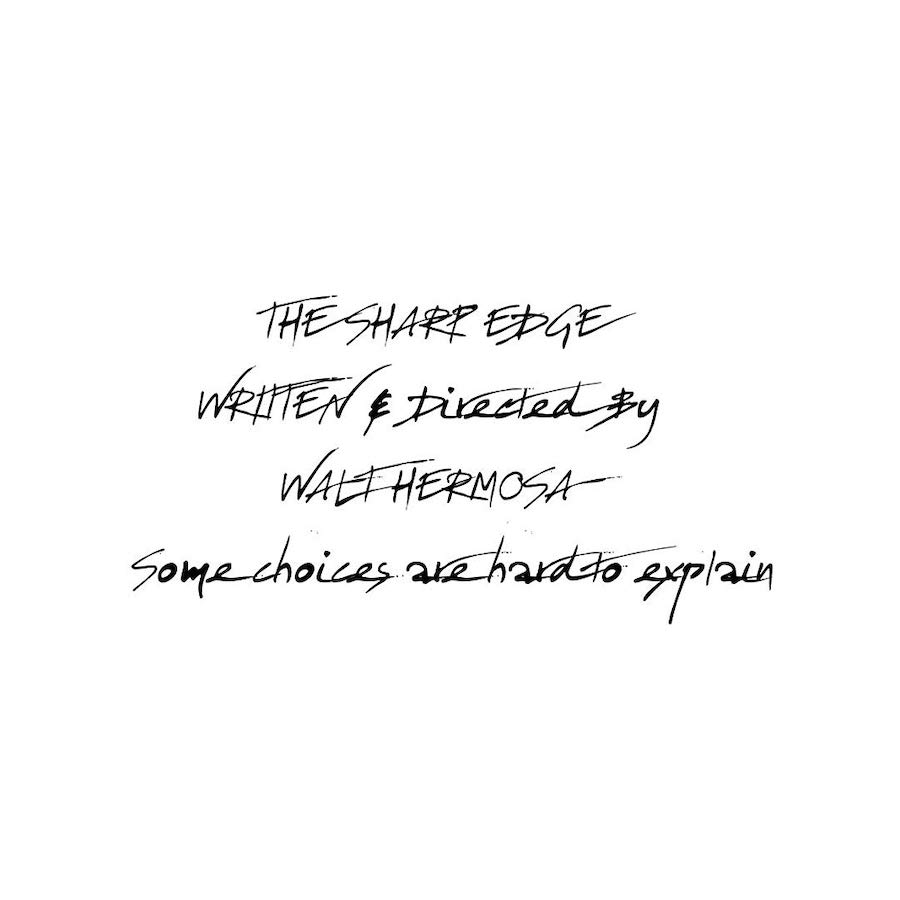 THE SHARP EDGE
WRITTEN & Directed By
WALT HERMOSA
Some choices are hard to explain